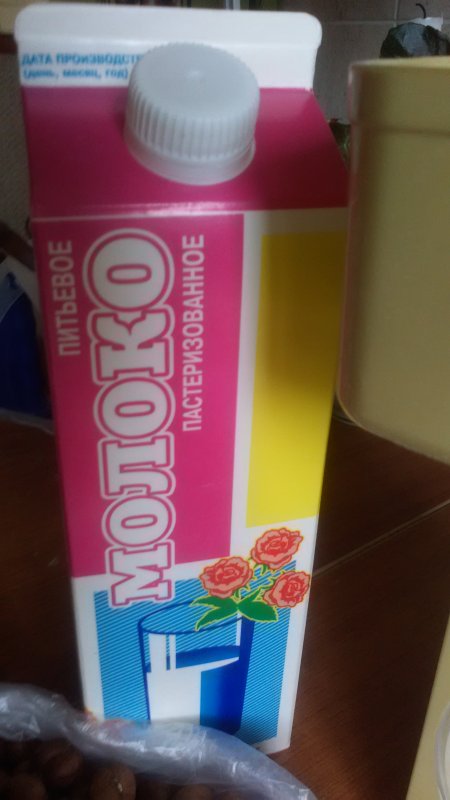 ДАТА ПРОИЗВОДСТ
(день, месяц, год)
ПИТЬЕВОЕ
МОЛОКО
ПАСТЕРИЗОВАННОЕ